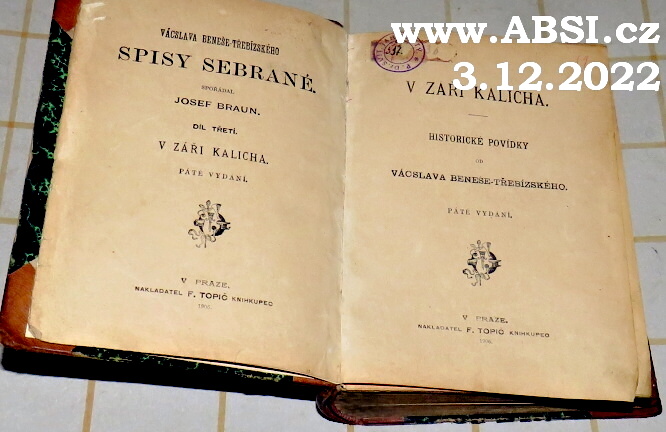 VÁCSLAVA BENEŠE-TŘEBÍZSKÉHO
SPISY SEBRANÉ.
SPOŘÁDAL
JOSEF BRAUN.
DÍL TŘETÍ.
V ZÁŘI KALICHA.
PÁTÉ VYDÁNÍ.
V PRAZE.
NAKLADATEL F. TOPIČ KNIHKUPEC
www.ABSI.cz
3.12.2022
V ZÁŘI KALICHA.
HISTORICKÉ POVÍDKY
OD
VÁCSLAVA BENEŠE-TŘEBÍZSKÉHO.
PÁTÉ VYDÁNÍ.
V PRAZE.
NAKLADATEL F. TOPIČ KNIHKUPEC